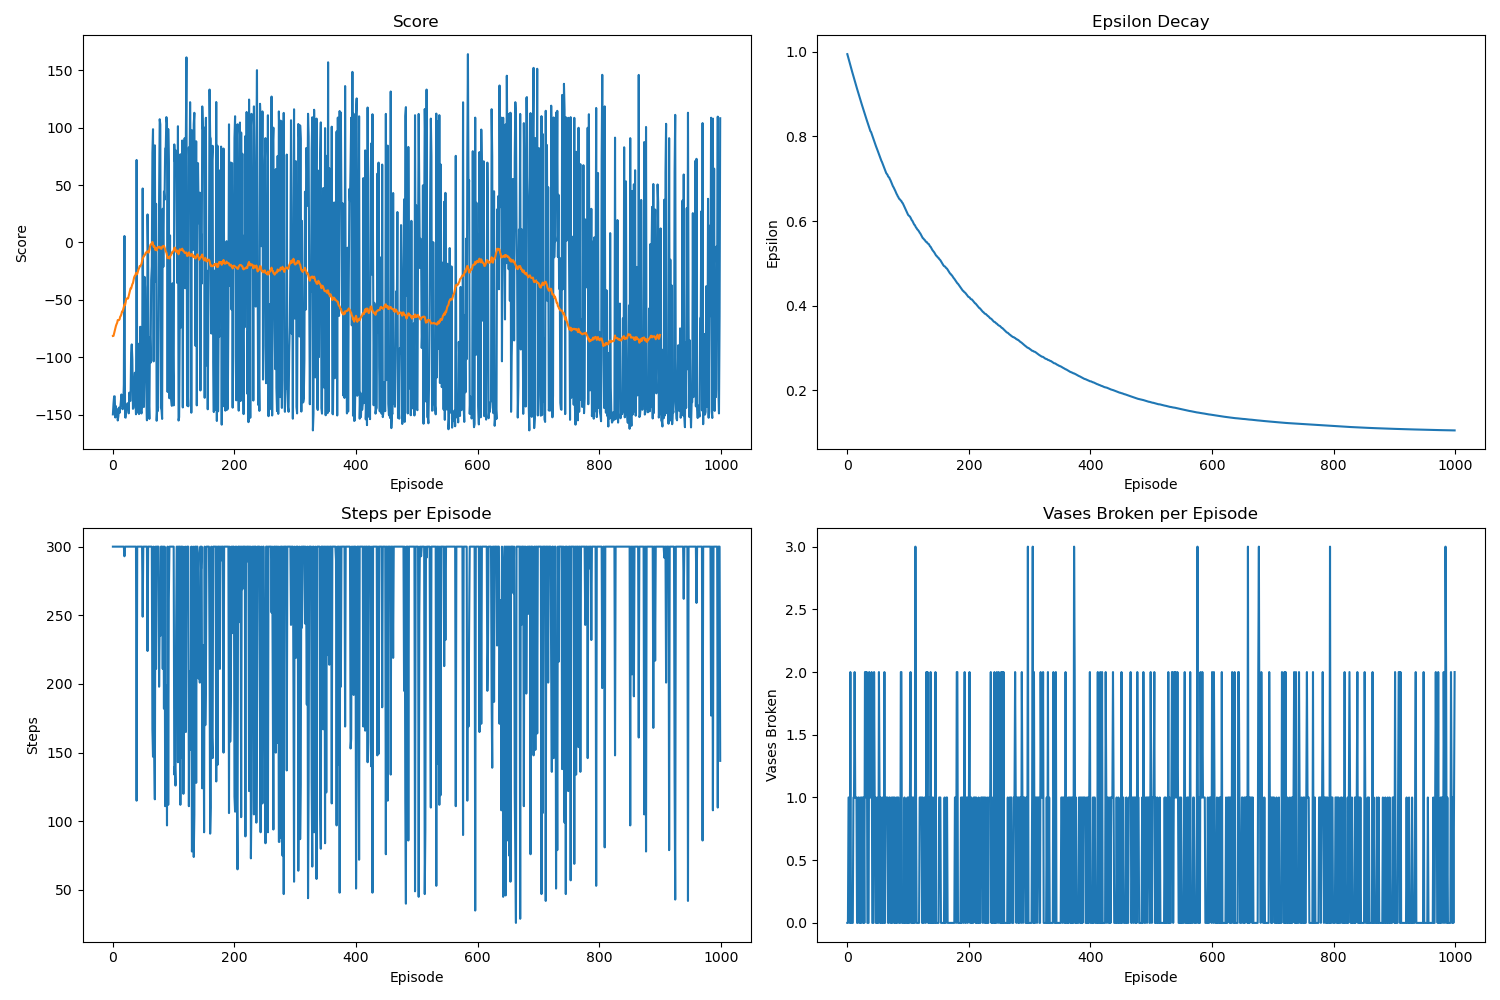 Score
Score
150
100
50
0
−50
−100
−150
0 200 400 600 800 1000
Episode
Epsilon Decay
Epsilon
1.0
0.8
0.6
0.4
0.2
0 200 400 600 800 1000
Episode
Steps per Episode
Steps
300
250
200
150
100
50
0 200 400 600 800 1000
Episode
Vases Broken per Episode
Vases Broken
3.0
2.5
2.0
1.5
1.0
0.5
0.0
0 200 400 600 800 1000
Episode